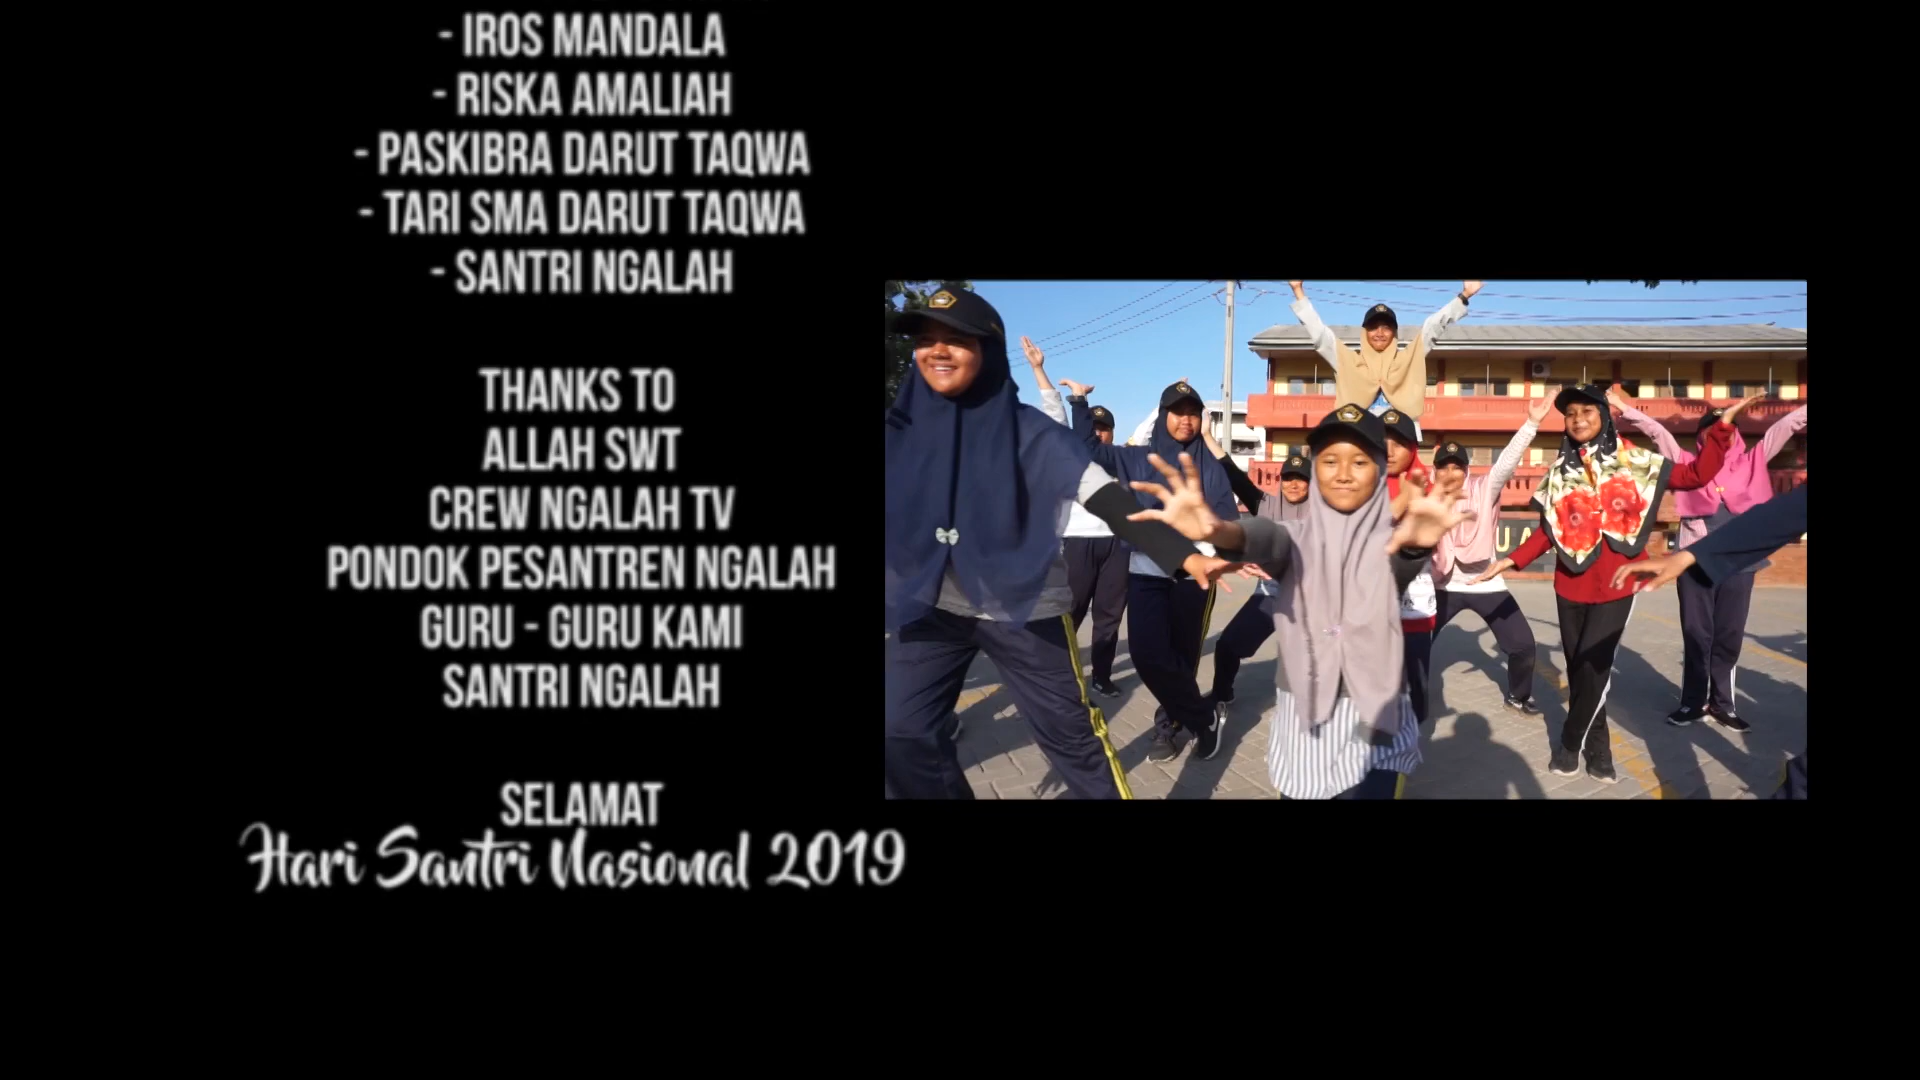 - IROS MANDALA
- RISKA AMALIAH
- PASKIBRA DARUT TAQWA
- TARI SMA DARUT TAQWA
- SANTRI NGALAH
THANKS TO
ALLAH SWT
CREW NGALAH TV
PONDOK PESANTREN NGALAH
GURU - GURU KAMI
SANTRI NGALAH
SELAMAT
Hari Santri Nasional 2019